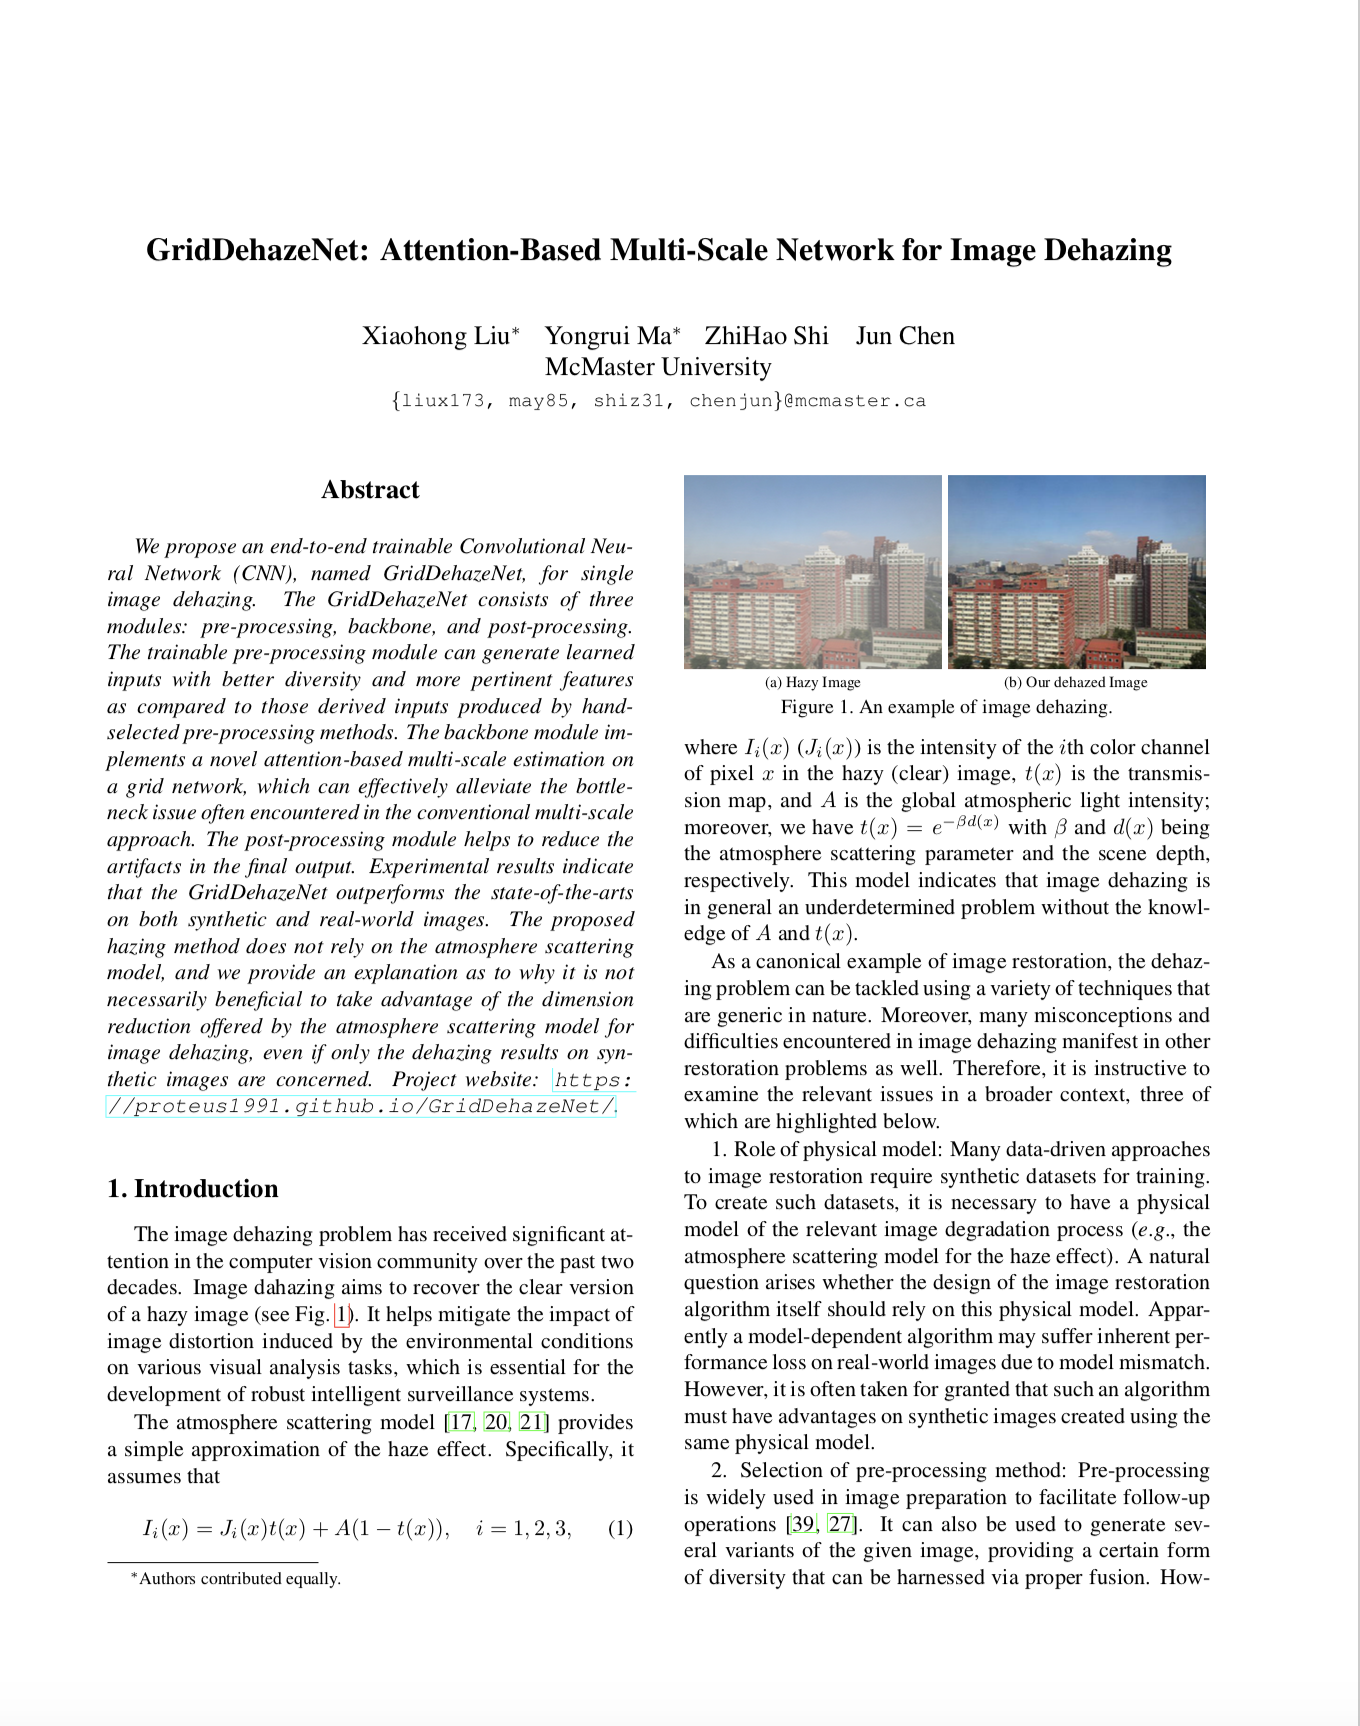 GridDehazeNet: Attention-Based Multi-Scale Network for Image Dehazing
Xiaohong Liu* Yongrui Ma* ZhiHao Shi Jun Chen
McMaster University
{liux173, may85, shiz31, chenjun}@mcmaster.ca
Abstract
We propose an end-to-end trainable Convolutional Neu-
ral Network (CNN), named GridDehazeNet, for single
image dehazing. The GridDehazeNet consists of three
modules: pre-processing, backbone, and post-processing.
The trainable pre-processing module can generate learned
inputs with better diversity and more pertinent features
as compared to those derived inputs produced by hand-
selected pre-processing methods. The backbone module im-
plements a novel attention-based multi-scale estimation on
a grid network, which can effectively alleviate the bottle-
neck issue often encountered in the conventional multi-scale
approach. The post-processing module helps to reduce the
artifacts in the final output. Experimental results indicate
that the GridDehazeNet outperforms the state-of-the-arts
on both synthetic and real-world images. The proposed
hazing method does not rely on the atmosphere scattering
model, and we provide an explanation as to why it is not
necessarily beneficial to take advantage of the dimension
reduction offered by the atmosphere scattering model for
image dehazing, even if only the dehazing results on syn-
thetic images are concerned. Project website: https:
//proteus1991.github.io/GridDehazeNet/.
1. Introduction
The image dehazing problem has received significant at-
tention in the computer vision community over the past two
decades. Image dahazing aims to recover the clear version
of a hazy image (see Fig. 1). It helps mitigate the impact of
image distortion induced by the environmental conditions
on various visual analysis tasks, which is essential for the
development of robust intelligent surveillance systems.
The atmosphere scattering model [17, 20, 21] provides
a simple approximation of the haze effect. Specifically, it
assumes that
I_i(x) = J_i(x)t(x) + A(1 − t(x)), i = 1, 2, 3, (1)
*Authors contributed equally.
(a) Hazy Image (b) Our dehazed Image
Figure 1. An example of image dehazing.
where I_i(x) (J_i(x)) is the intensity of the ith color channel
of pixel x in the hazy (clear) image, t(x) is the transmis-
sion map, and A is the global atmospheric light intensity;
moreover, we have t(x) = e^{−βd(x)} with β and d(x) being
the atmosphere scattering parameter and the scene depth,
respectively. This model indicates that image dehazing is
in general an underdetermined problem without the knowl-
edge of A and t(x).
As a canonical example of image restoration, the dehaz-
ing problem can be tackled using a variety of techniques that
are generic in nature. Moreover, many misconceptions and
difficulties encountered in image dehazing manifest in other
restoration problems as well. Therefore, it is instructive to
examine the relevant issues in a broader context, three of
which are highlighted below.
1. Role of physical model: Many data-driven approaches
to image restoration require synthetic datasets for training.
To create such datasets, it is necessary to have a physical
model of the relevant image degradation process (e.g., the
atmosphere scattering model for the haze effect). A natural
question arises whether the design of the image restoration
algorithm itself should rely on this physical model. Appar-
ently a model-dependent algorithm may suffer inherent per-
formance loss on real-world images due to model mismatch.
However, it is often taken for granted that such an algorithm
must have advantages on synthetic images created using the
same physical model.
2. Selection of pre-processing method: Pre-processing
is widely used in image preparation to facilitate follow-up
operations [39, 27]. It can also be used to generate sev-
eral variants of the given image, providing a certain form
of diversity that can be harnessed via proper fusion. How-